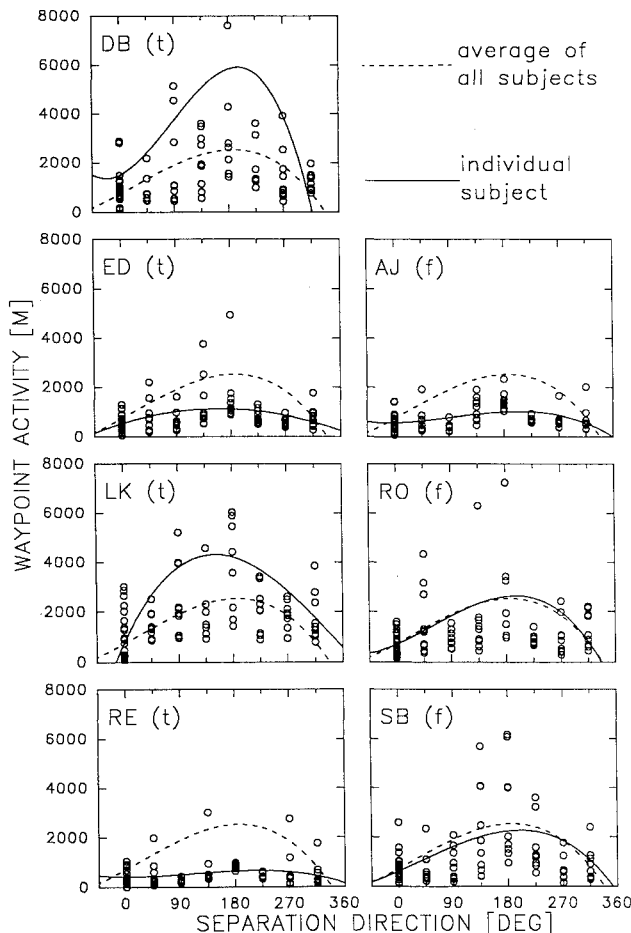 DB (t)
average of
all subjects
individual
subject
8000
6000
4000
2000
0
ED (t)
AJ (f)
8000
6000
4000
2000
0
LK (t)
RO (f)
8000
6000
4000
2000
0
RE (t)
SB (f)
8000
6000
4000
2000
0
0 90 180 270 360
0 90 180 270 360
WAYPOINT ACTIVITY [M]
SEPARATION DIRECTION [DEG]